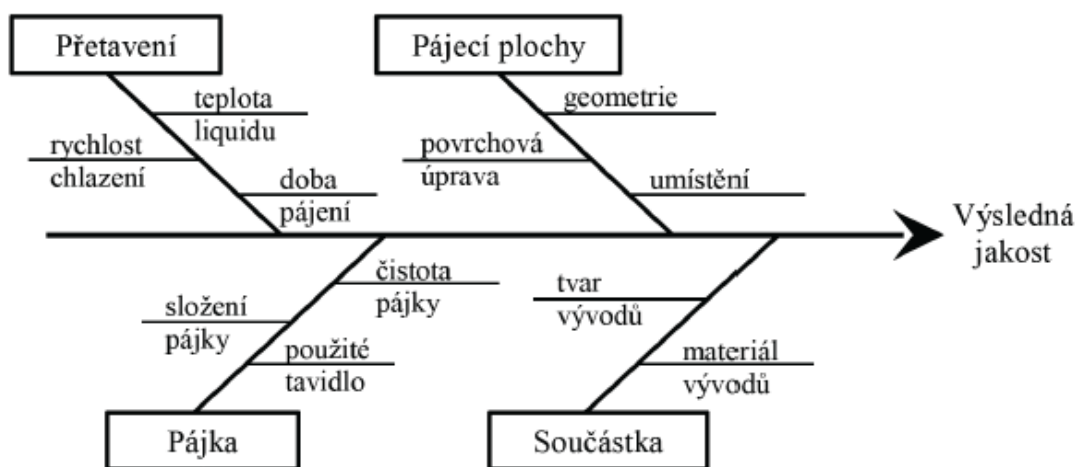 Přetavení
teplota
liquidu
rychlost
chlazení
doba
pájení
Pájecí plochy
geometrie
povrchová
úprava
umístění
Výsledná
jakost
čistota
pájky
složení
pájky
použité
tavidlo
Pájka
tvar
vývodů
materiál
vývodů
Součástka